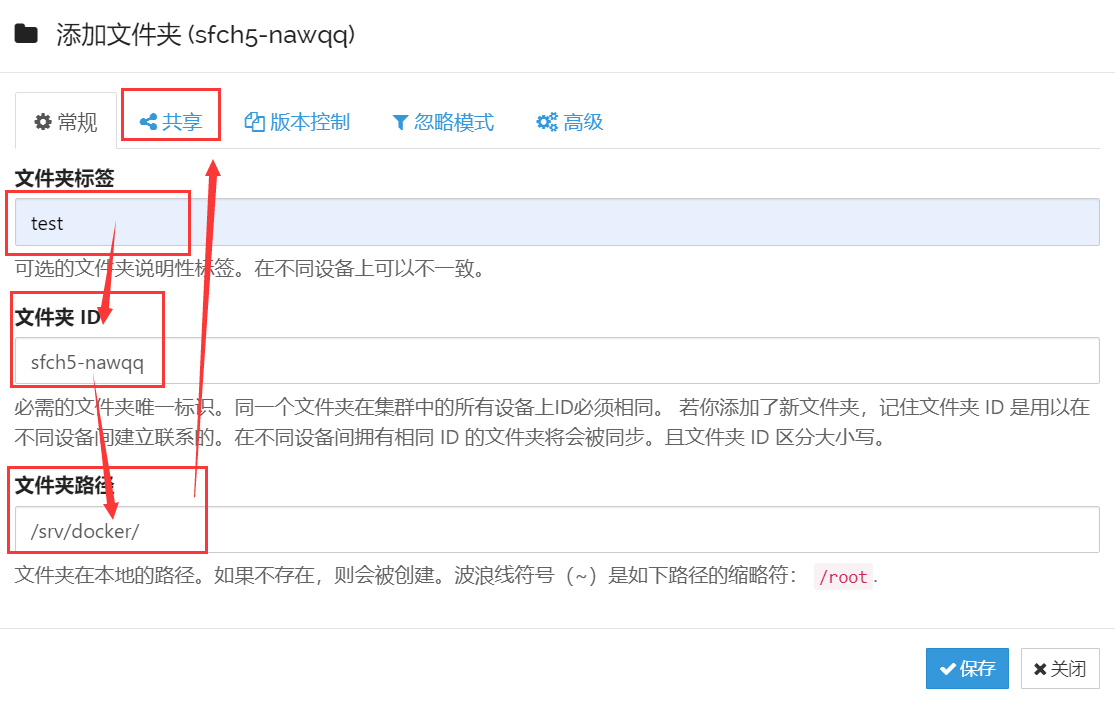 添加文件夹 (sfch5-nawqq)
常规 共享 版本控制 忽略模式 高级
文件夹标签
test
可选的文件夹说明性标签。在不同设备上可以不一致。
文件夹 ID
sfch5-nawqq
必需的文件夹唯一标识。同一个文件夹在集群中的所有设备上ID必须相同。 若你添加了新文件夹，记住文件夹 ID 是用以在
不同设备间建立联系的。在不同设备间拥有相同 ID 的文件夹将会被同步。且文件夹 ID 区分大小写。
文件夹路径
/srv/docker/
文件夹在本地的路径。如果不存在，则会被创建。波浪线符号（~）是如下路径的缩略符： /root.
保存 关闭